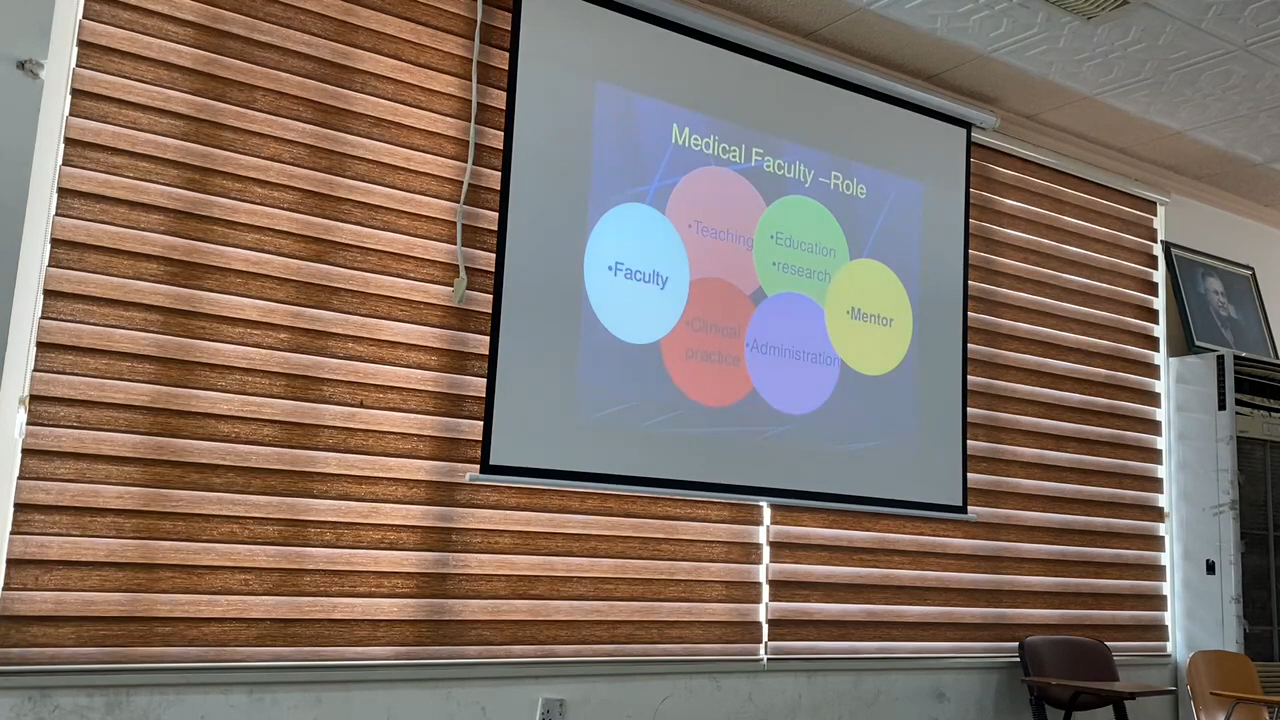 Medical Faculty –Role
•Faculty
•Teaching
•Education
•research
•Clinical
practice
•Administration
•Mentor